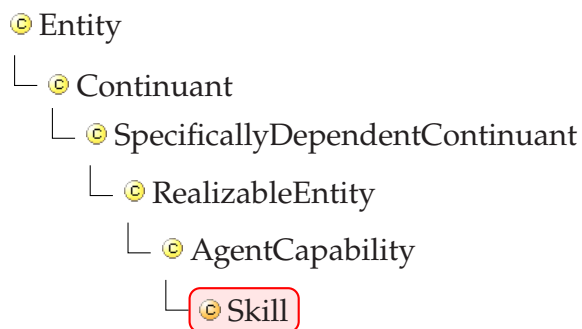 C Entity
C Continuant
C SpecificallyDependentContinuant
C RealizableEntity
C AgentCapability
C Skill